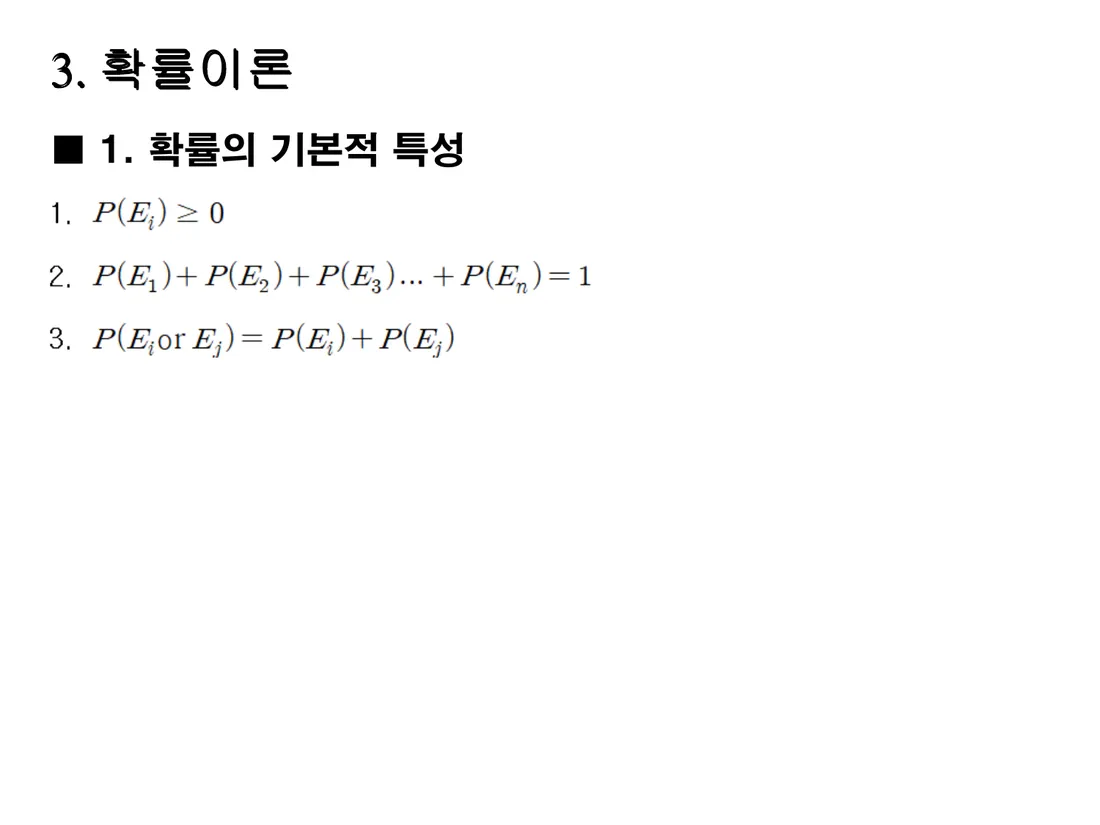 3. 확률이론
■ 1. 확률의 기본적 특성
1. P(E_i) ≥ 0
2. P(E_1) + P(E_2) + P(E_3)... + P(E_n) = 1
3. P(E_i or E_j) = P(E_i) + P(E_j)